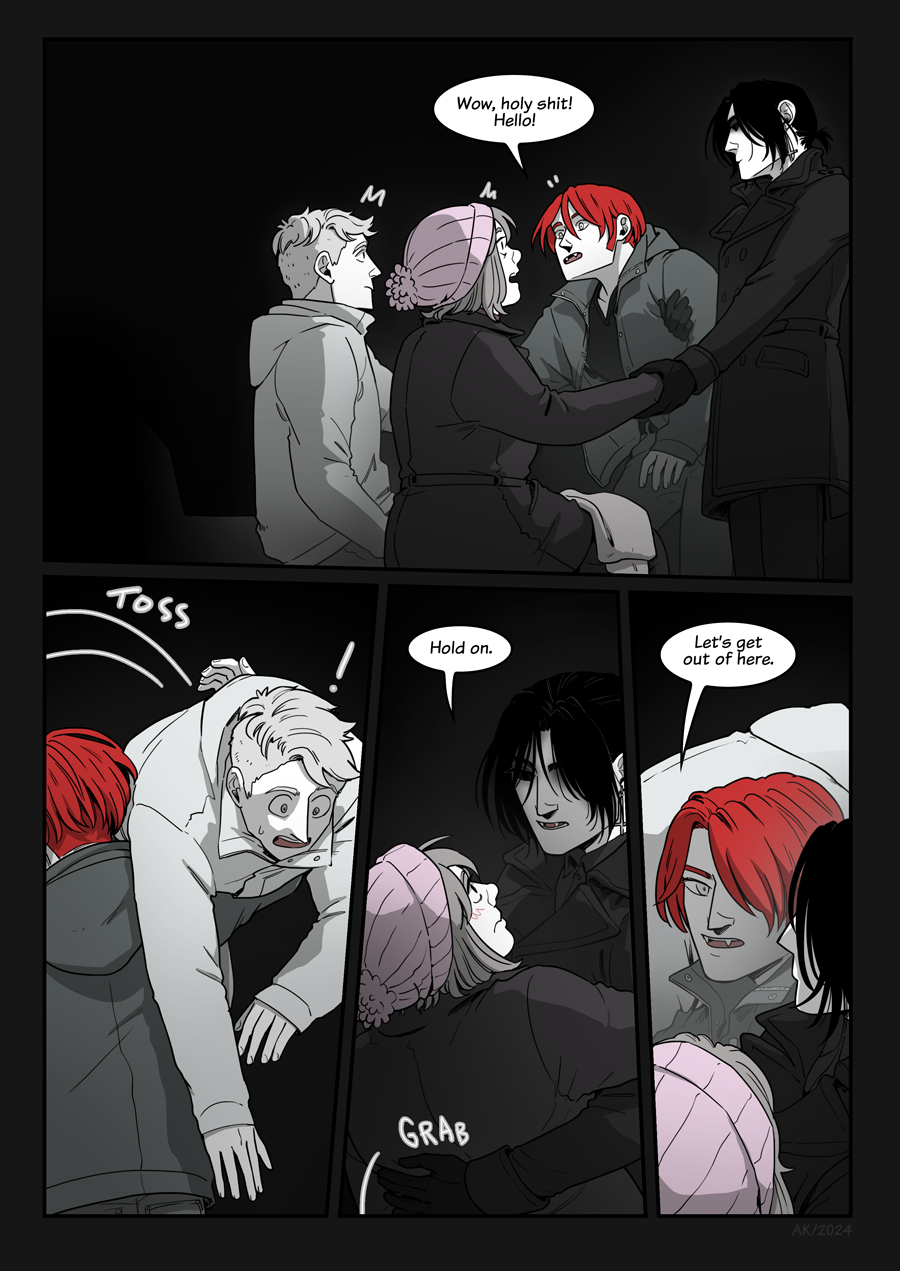 Wow, holy shit!
Hello!
TOSS
!
Hold on.
GRAB
Let's get
out of here.
AK/2024